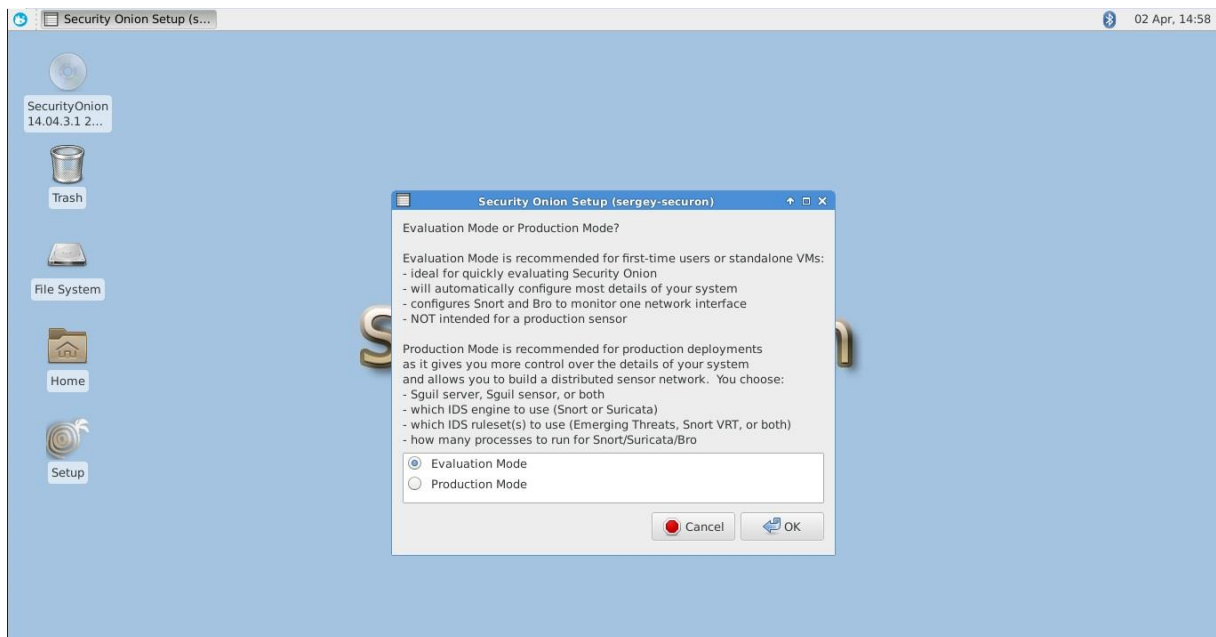 Security Onion Setup (s...
02 Apr, 14:58
SecurityOnion
14.04.3.1 2...
Trash
File System
Home
Setup
Security Onion Setup (sergey-securon)
Evaluation Mode or Production Mode?
Evaluation Mode is recommended for first-time users or standalone VMs:
- ideal for quickly evaluating Security Onion
- will automatically configure most details of your system
- configures Snort and Bro to monitor one network interface
- NOT intended for a production sensor
Production Mode is recommended for production deployments
as it gives you more control over the details of your system
and allows you to build a distributed sensor network. You choose:
- Sguil server, Sguil sensor, or both
- which IDS engine to use (Snort or Suricata)
- which IDS ruleset(s) to use (Emerging Threats, Snort VRT, or both)
- how many processes to run for Snort/Suricata/Bro
Evaluation Mode
Production Mode
Cancel
OK